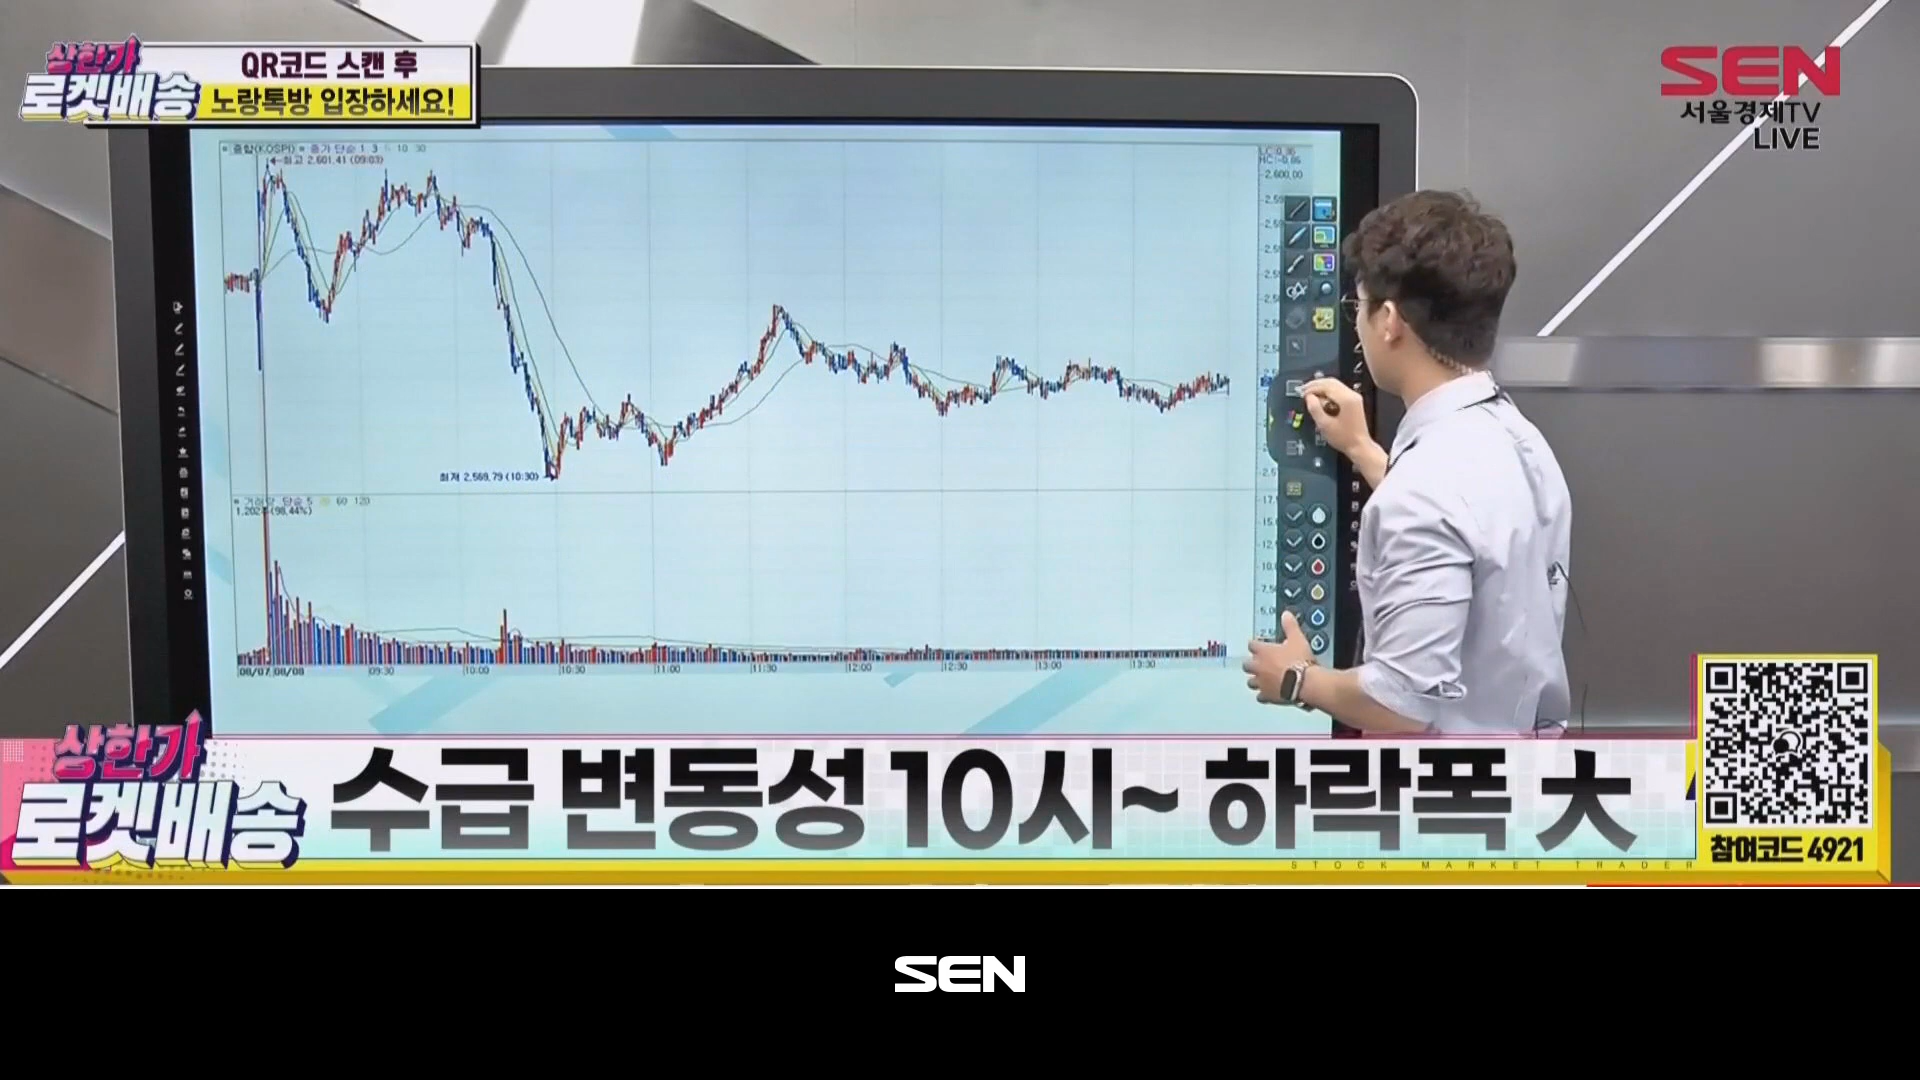 상한가
로켓배송
QR코드 스캔 후
노랑톡방 입장하세요!
SEN
서울경제TV
LIVE
종합(KOSPI) 종가 단순 1 3 5 10 30
최고 2,601.41 (09:03)
2,600.00
최저 2,569.79 (10:30)
거래량 단순 5 20 60 120
08/07 08/08 09:30 10:00 10:30 11:00 11:30 12:00 12:30 13:00 13:30
상한가
로켓배송
수급 변동성 10시~ 하락폭 大
STOCK MARKET TRADER
참여코드 4921
SEN